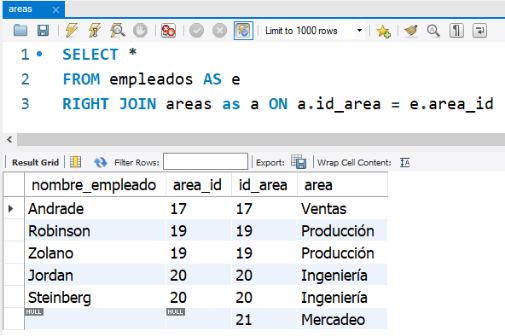 areas
Limit to 1000 rows
1 SELECT *
2 FROM empleados AS e
3 RIGHT JOIN areas as a ON a.id_area = e.area_id
Result Grid Filter Rows: Export: Wrap Cell Content:
nombre_empleado area_id id_area area
Andrade 17 17 Ventas
Robinson 19 19 Producción
Zolano 19 19 Producción
Jordan 20 20 Ingeniería
Steinberg 20 20 Ingeniería
NULL NULL 21 Mercadeo